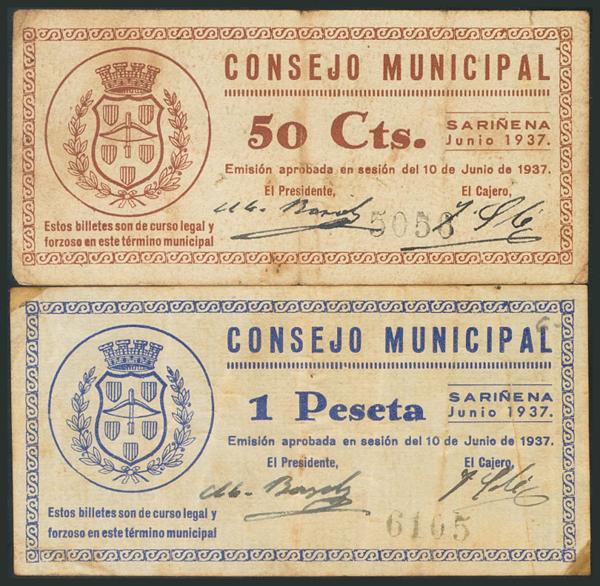 CONSEJO MUNICIPAL
50 Cts.
SARIÑENA
Junio 1937.
Emisión aprobada en sesión del 10 de Junio de 1937.
El Presidente, El Cajero,
5058
Estos billetes son de curso legal y
forzoso en este término municipal
CONSEJO MUNICIPAL
1 Peseta
SARIÑENA
Junio 1937.
Emisión aprobada en sesión del 10 de Junio de 1937.
El Presidente, El Cajero,
6165
Estos billetes son de curso legal y
forzoso en este término municipal